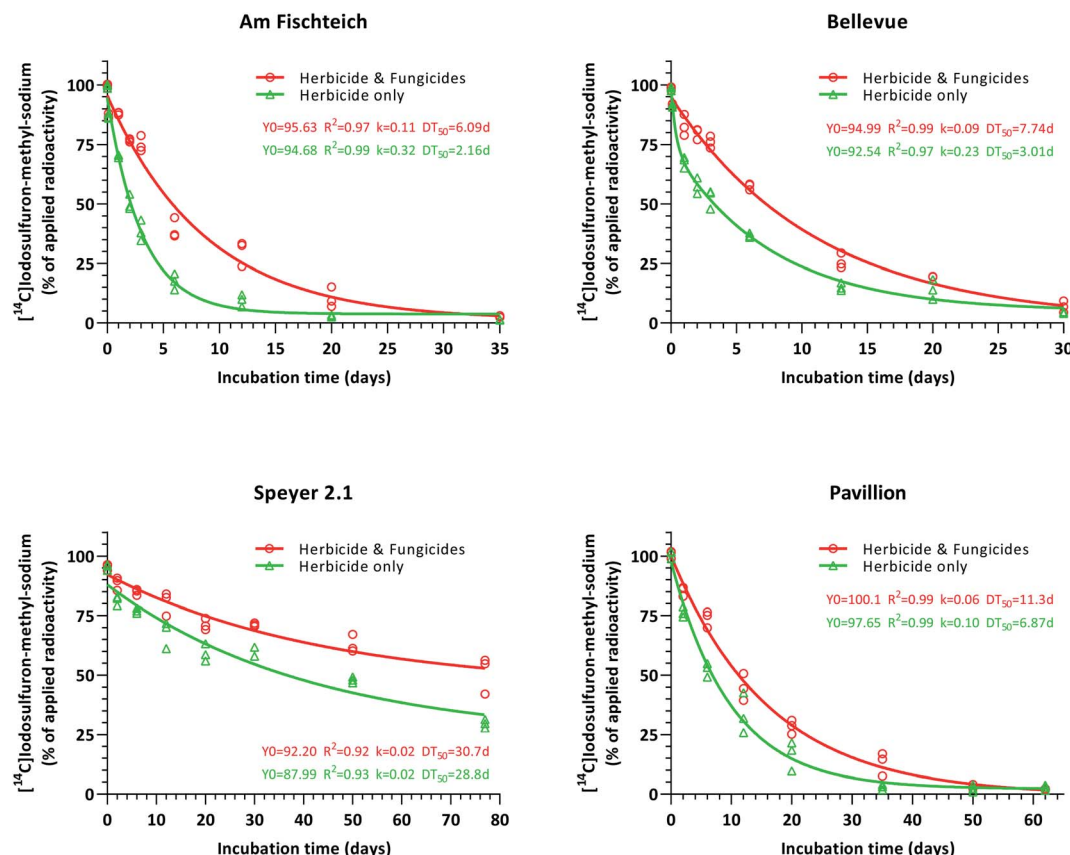 Am Fischteich
[¹⁴C]Iodosulfuron-methyl-sodium
(% of applied radioactivity)
100
75
50
25
0
Herbicide & Fungicides
Herbicide only
Y0=95.63 R²=0.97 k=0.11 DT₅₀=6.09d
Y0=94.68 R²=0.99 k=0.32 DT₅₀=2.16d
0 5 10 15 20 25 30 35
Incubation time (days)
Bellevue
[¹⁴C]Iodosulfuron-methyl-sodium
(% of applied radioactivity)
100
75
50
25
0
Herbicide & Fungicides
Herbicide only
Y0=94.99 R²=0.99 k=0.09 DT₅₀=7.74d
Y0=92.54 R²=0.97 k=0.23 DT₅₀=3.01d
0 5 10 15 20 25 30
Incubation time (days)
Speyer 2.1
[¹⁴C]Iodosulfuron-methyl-sodium
(% of applied radioactivity)
100
75
50
25
0
Herbicide & Fungicides
Herbicide only
Y0=92.20 R²=0.92 k=0.02 DT₅₀=30.7d
Y0=87.99 R²=0.93 k=0.02 DT₅₀=28.8d
0 10 20 30 40 50 60 70 80
Incubation time (days)
Pavillion
[¹⁴C]Iodosulfuron-methyl-sodium
(% of applied radioactivity)
100
75
50
25
0
Herbicide & Fungicides
Herbicide only
Y0=100.1 R²=0.99 k=0.06 DT₅₀=11.3d
Y0=97.65 R²=0.99 k=0.10 DT₅₀=6.87d
0 10 20 30 40 50 60
Incubation time (days)